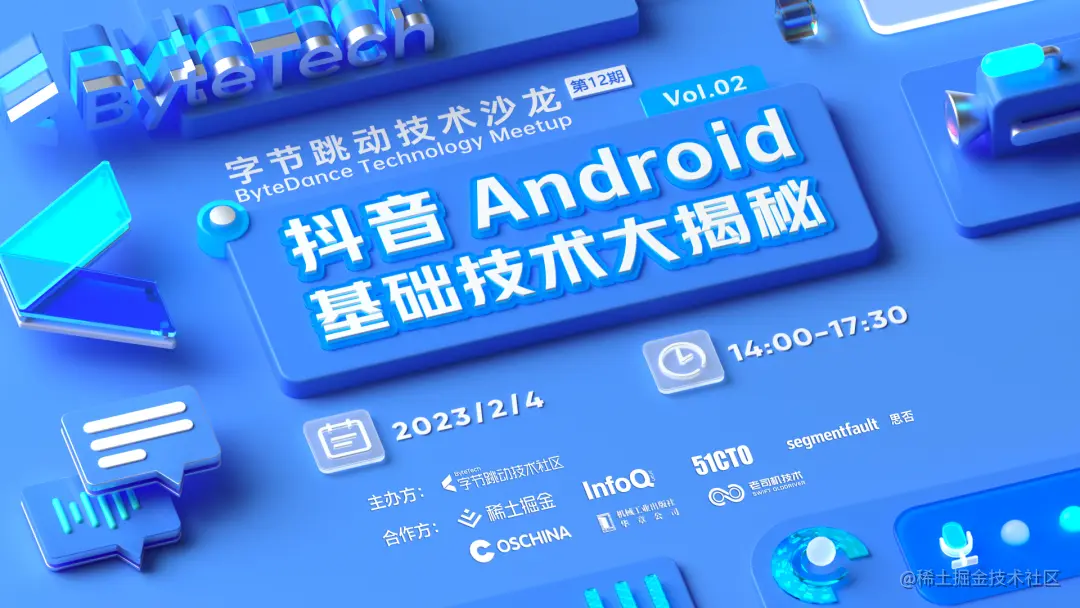 ByteTech
字节跳动技术沙龙 第12期
ByteDance Technology Meetup
Vol.02
抖音 Android
基础技术大揭秘
2023/2/4
14:00-17:30
主办方： ByteTech 字节跳动技术社区
合作方： 稀土掘金 InfoQ 51CTO segmentfault 思否
OSCHINA 机械工业出版社 华章公司 老司机技术 SWIFT OLDDRIVER
@稀土掘金技术社区